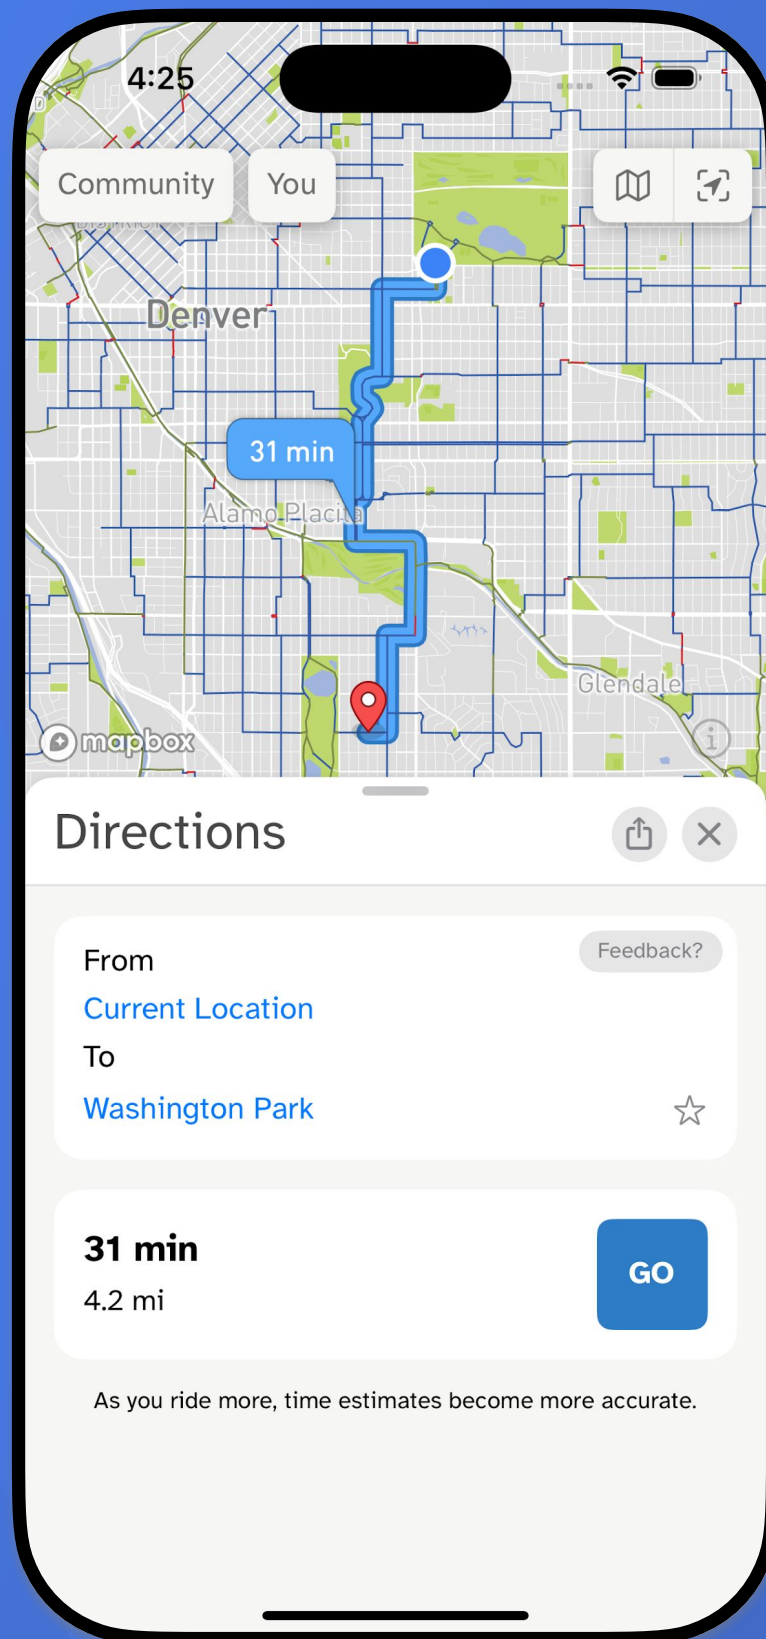 4:25
Community
You
DISTRICT
Denver
31 min
Alamo Placita
Glendale
mapbox
Directions
From
Feedback?
Current Location
To
Washington Park
31 min
4.2 mi
GO
As you ride more, time estimates become more accurate.